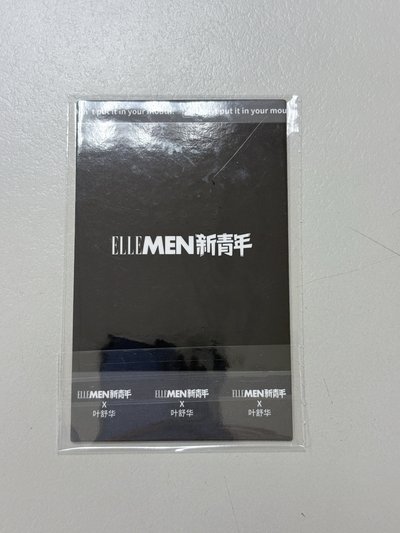 t put it in your mouth.
t put it in your mou
ELLEMEN新青年
ELLEMEN新青年 ELLEMEN新青年 ELLEMEN新青年
X X X
叶舒华 叶舒华 叶舒华